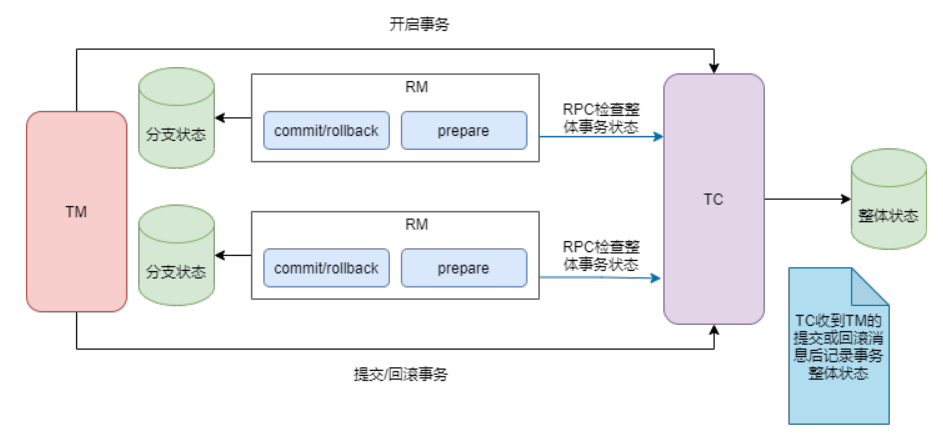 开启事务
RM
commit/rollback
prepare
分支状态
RPC检查整
体事务状态
TM
TC
RM
commit/rollback
prepare
分支状态
RPC检查整
体事务状态
整体状态
TC收到TM的
提交或回滚消
息后记录事务
整体状态
提交/回滚事务